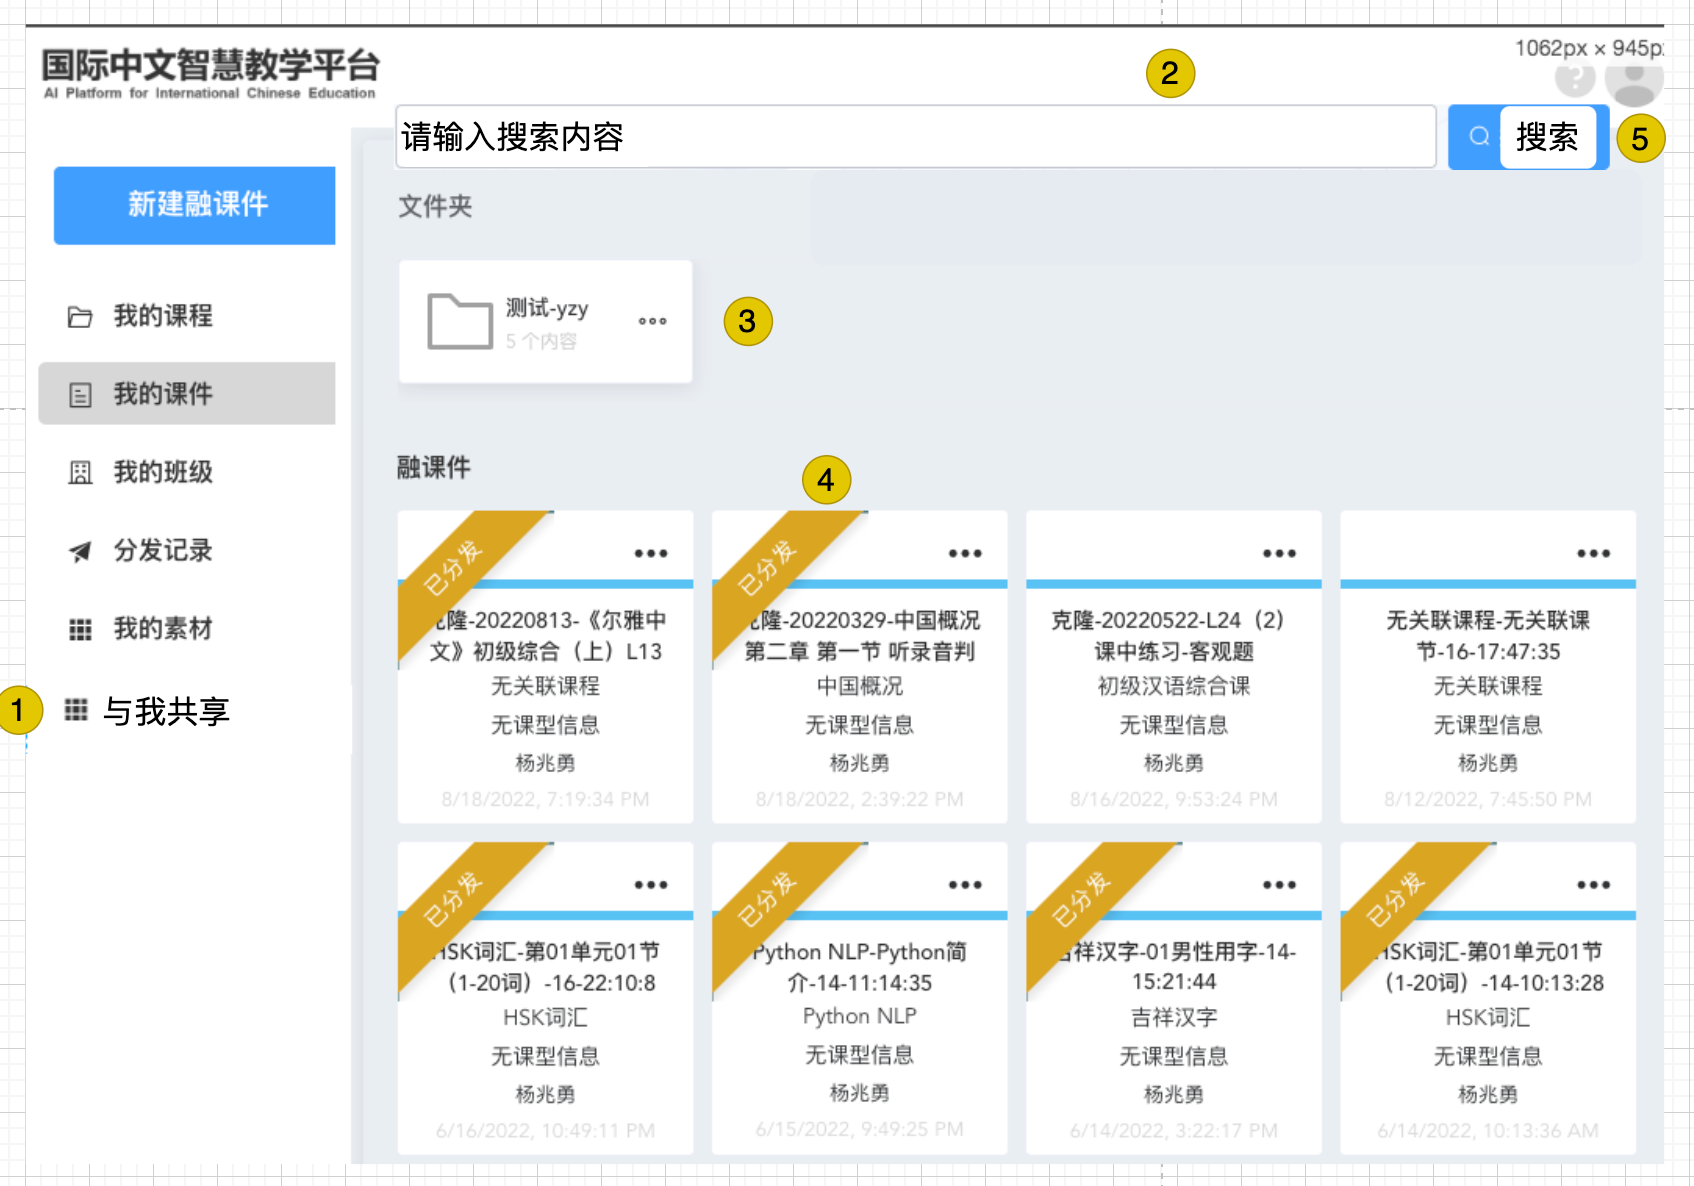 1062px × 945p
国际中文智慧教学平台
AI Platform for International Chinese Education
2
请输入搜索内容
搜索
5
新建融课件
我的课程
我的课件
我的班级
分发记录
我的素材
1
与我共享
文件夹
测试-yzy
5 个内容
3
融课件
4
已分发
隆-20220813-《尔雅中
文》初级综合（上）L13
无关联课程
无课型信息
杨兆勇
8/18/2022, 7:19:34 PM
已分发
隆-20220329-中国概况
第二章 第一节 听录音判
中国概况
无课型信息
杨兆勇
8/18/2022, 2:39:22 PM
克隆-20220522-L24（2）
课中练习-客观题
初级汉语综合课
无课型信息
杨兆勇
8/16/2022, 9:53:24 PM
无关联课程-无关联课
节-16-17:47:35
无关联课程
无课型信息
杨兆勇
8/12/2022, 7:45:50 PM
已分发
HSK词汇-第01单元01节
（1-20词）-16-22:10:8
HSK词汇
无课型信息
杨兆勇
6/16/2022, 10:49:11 PM
已分发
Python NLP-Python简
介-14-11:14:35
Python NLP
无课型信息
杨兆勇
6/15/2022, 9:49:25 PM
已分发
吉祥汉字-01男性用字-14-
15:21:44
吉祥汉字
无课型信息
杨兆勇
6/14/2022, 3:22:17 PM
已分发
HSK词汇-第01单元01节
（1-20词）-14-10:13:28
HSK词汇
无课型信息
杨兆勇
6/14/2022, 10:13:36 AM